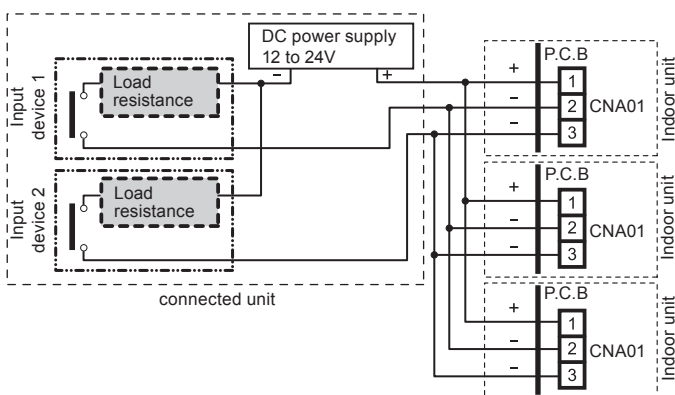 DC power supply
12 to 24V
- +
Input
device 1
Load
resistance
Input
device 2
Load
resistance
connected unit
P.C.B
+ 1
- 2 CNA01
- 3
Indoor unit
P.C.B
+ 1
- 2 CNA01
- 3
Indoor unit
P.C.B
+ 1
- 2 CNA01
- 3
Indoor unit